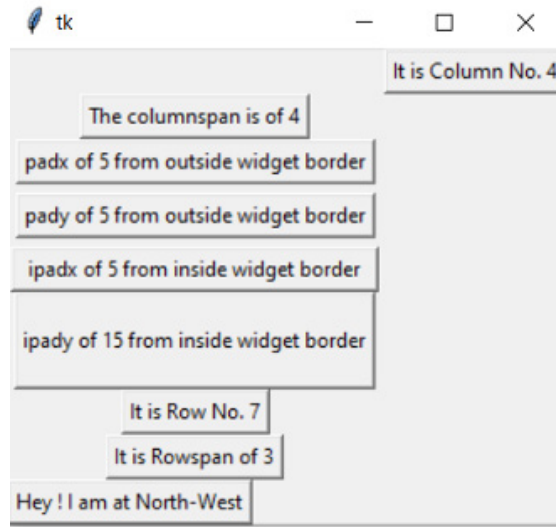 tk
It is Column No. 4
The columnspan is of 4
padx of 5 from outside widget border
pady of 5 from outside widget border
ipadx of 5 from inside widget border
ipady of 15 from inside widget border
It is Row No. 7
It is Rowspan of 3
Hey ! I am at North-West